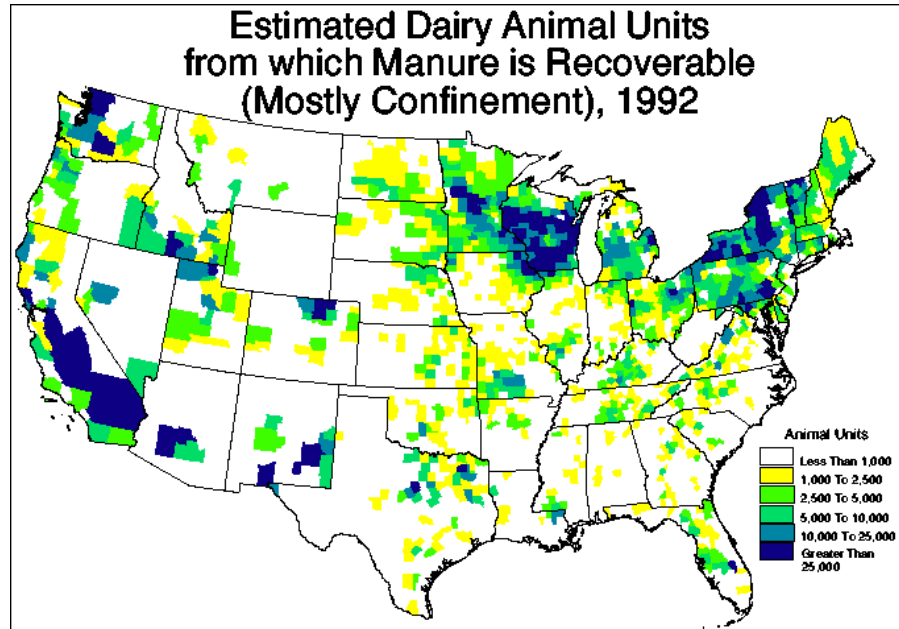 Estimated Dairy Animal Units
from which Manure is Recoverable
(Mostly Confinement), 1992
Animal Units
Less Than 1,000
1,000 To 2,500
2,500 To 5,000
5,000 To 10,000
10,000 To 25,000
Greater Than
25,000